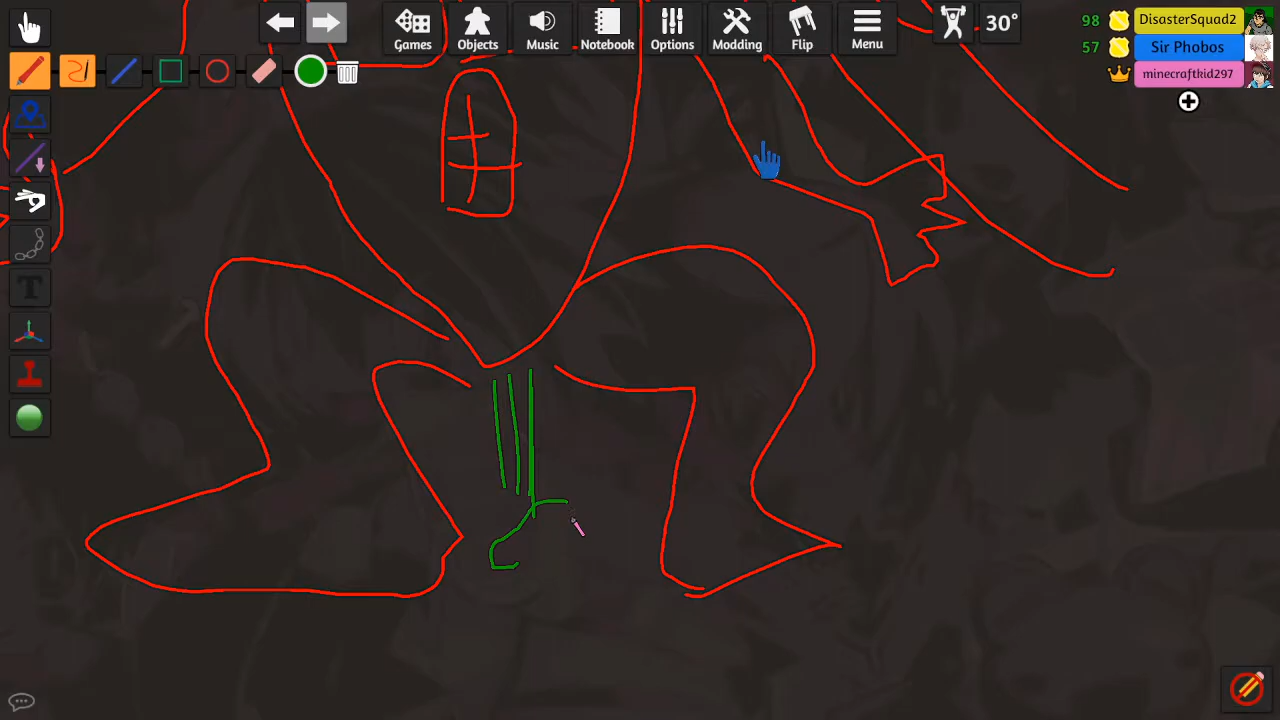 Games
Objects
Music
Notebook
Options
Modding
Flip
Menu
30°
98
DisasterSquad2
57
Sir Phobos
minecraftkid297
T